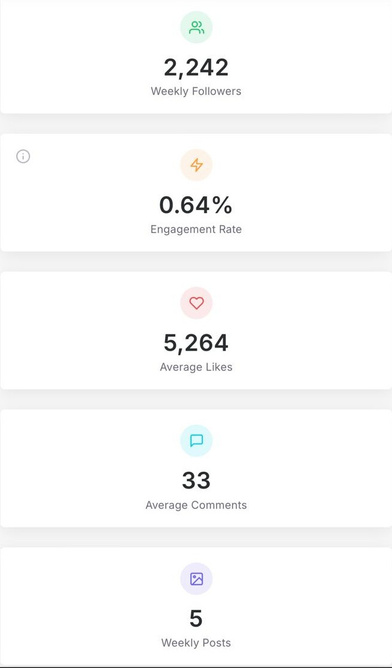 2,242
Weekly Followers
0.64%
Engagement Rate
5,264
Average Likes
33
Average Comments
5
Weekly Posts